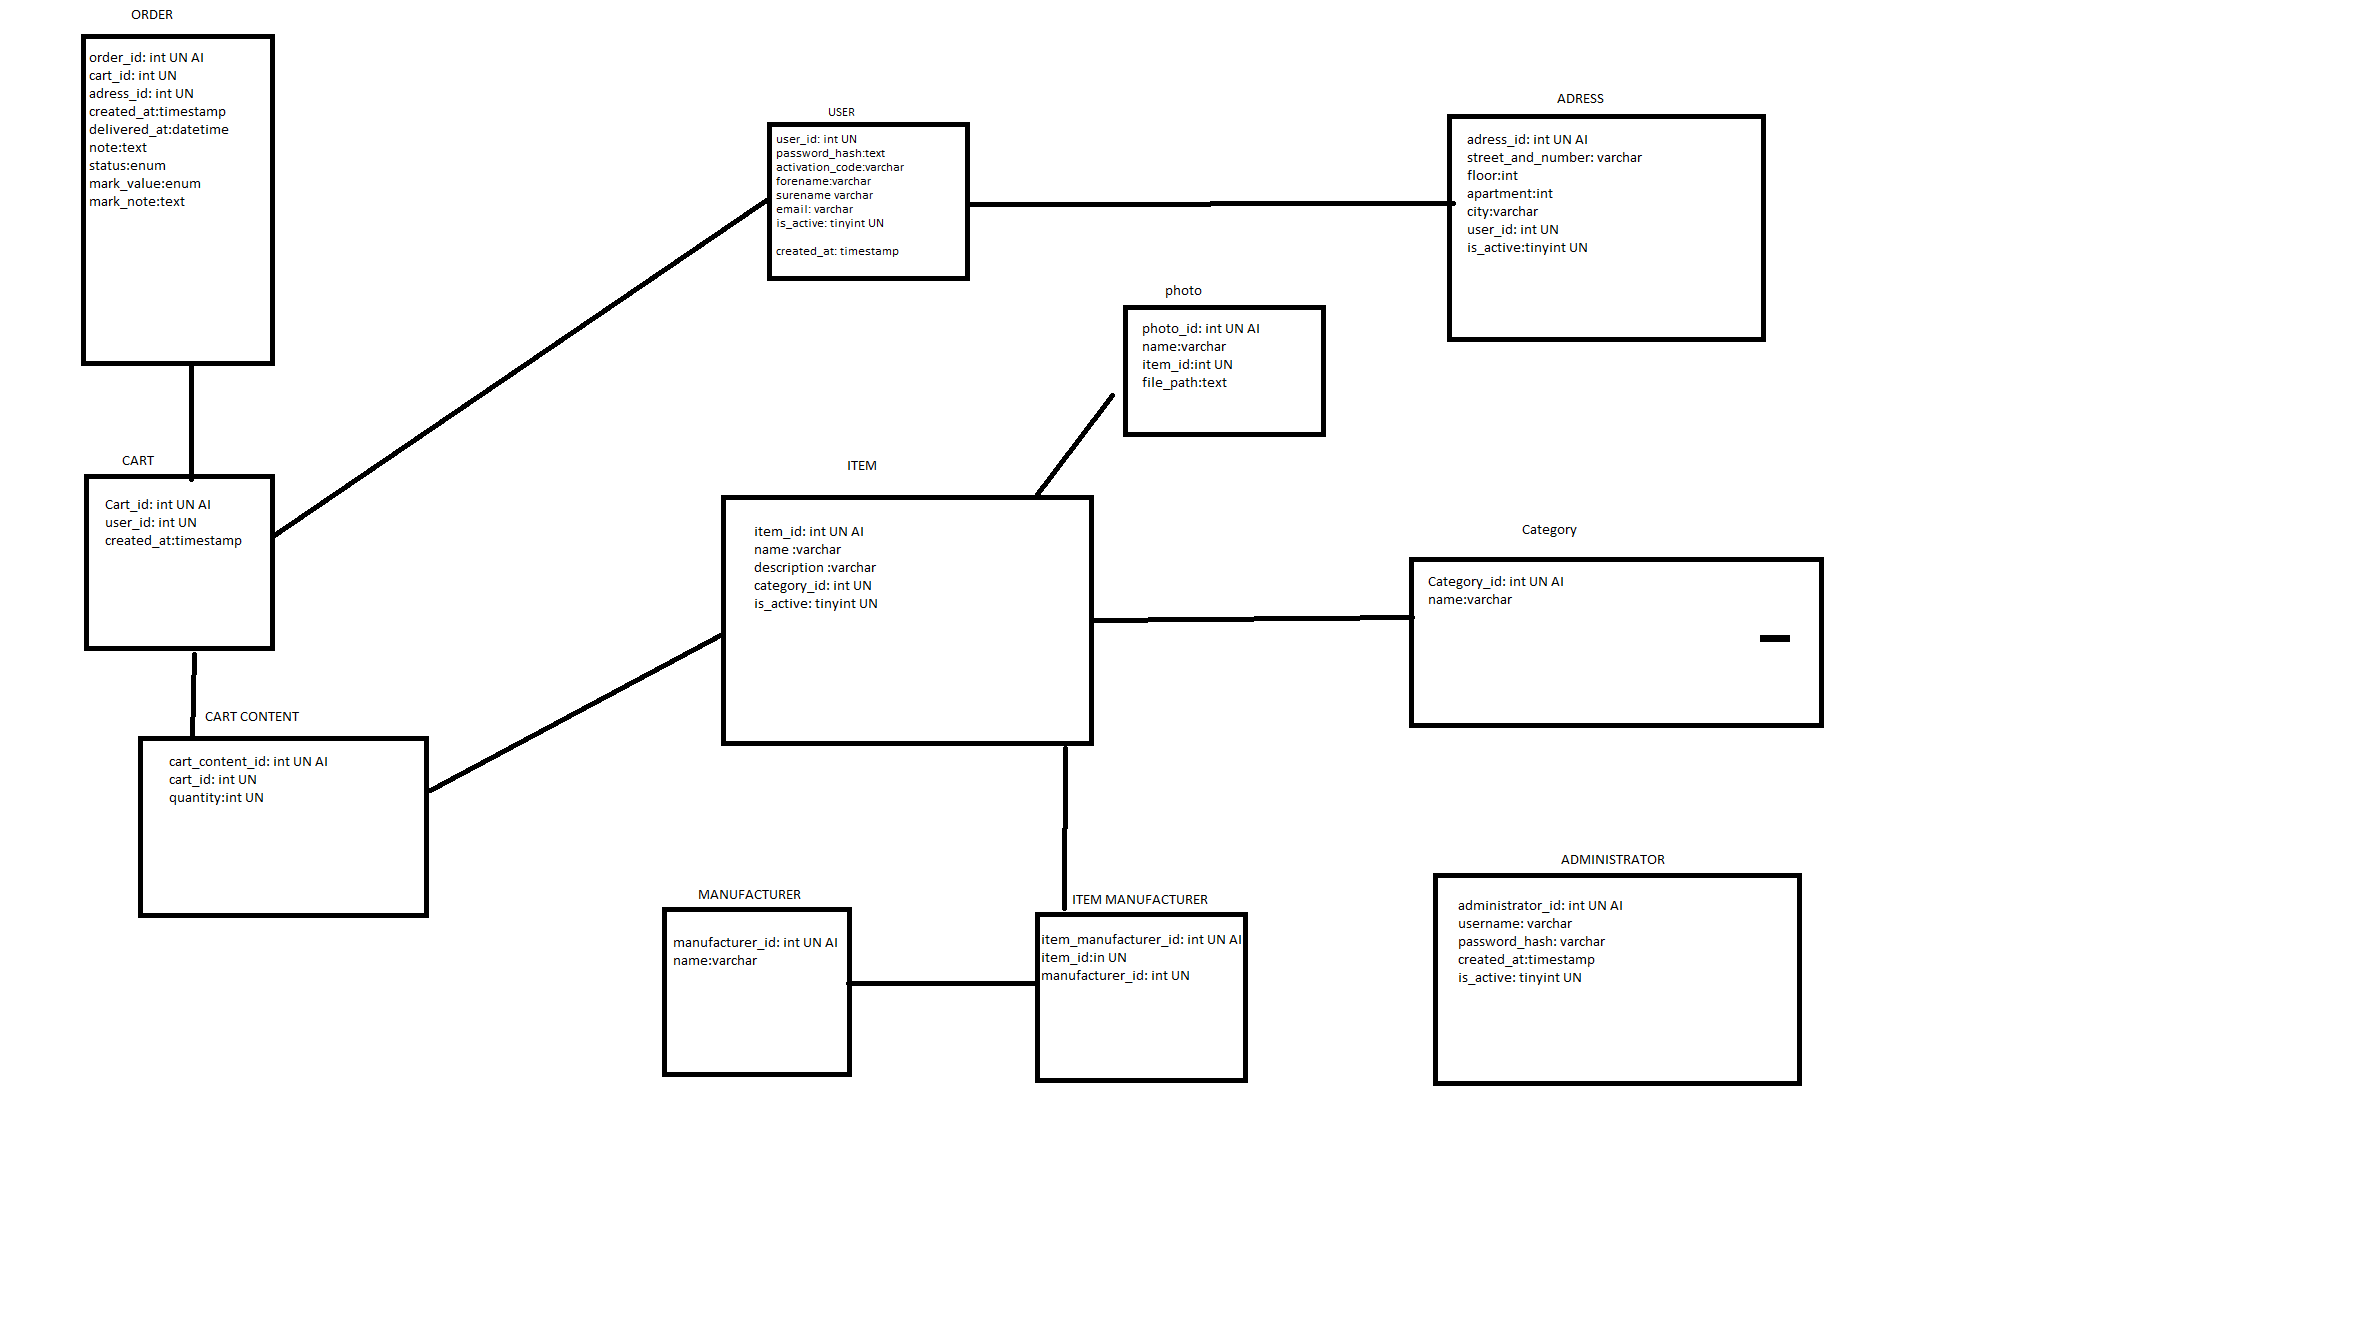 ORDER
order_id: int UN AI
cart_id: int UN
adress_id: int UN
created_at:timestamp
delivered_at:datetime
note:text
status:enum
mark_value:enum
mark_note:text
USER
user_id: int UN
password_hash:text
activation_code:varchar
forename:varchar
surename varchar
email: varchar
is_active: tinyint UN
created_at: timestamp
ADRESS
adress_id: int UN AI
street_and_number: varchar
floor:int
apartment:int
city:varchar
user_id: int UN
is_active:tinyint UN
photo
photo_id: int UN AI
name:varchar
item_id:int UN
file_path:text
CART
Cart_id: int UN AI
user_id: int UN
created_at:timestamp
ITEM
item_id: int UN AI
name :varchar
description :varchar
category_id: int UN
is_active: tinyint UN
Category
Category_id: int UN AI
name:varchar
CART CONTENT
cart_content_id: int UN AI
cart_id: int UN
quantity:int UN
MANUFACTURER
manufacturer_id: int UN AI
name:varchar
ITEM MANUFACTURER
item_manufacturer_id: int UN AI
item_id:in UN
manufacturer_id: int UN
ADMINISTRATOR
administrator_id: int UN AI
username: varchar
password_hash: varchar
created_at:timestamp
is_active: tinyint UN